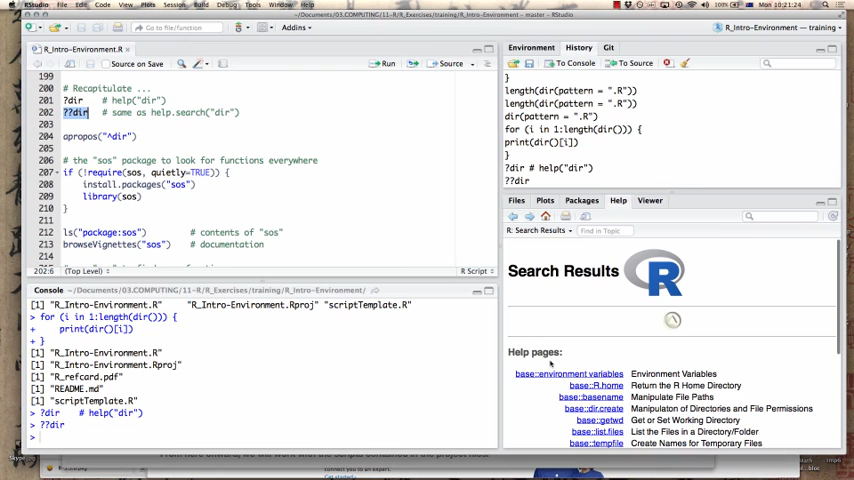 RStudio File Edit Code View Plots Session Build Debug Tools Window Help
100% 10:21:24
~/Documents/03.COMPUTING/11-R/R_Exercises/training/R_Intro-Environment - master - RStudio
Go to file/function Addins R_Intro-Environment — training
R_Intro-Environment.R
Source on Save Run Source
199
200 # Recapitulate ...
201 ?dir # help("dir")
202 ??dir # same as help.search("dir")
203
204 apropos("^dir")
205
206 # the "sos" package to look for functions everywhere
207 if (!require(sos, quietly=TRUE)) {
208 install.packages("sos")
209 library(sos)
210 }
211
212 ls("package:sos") # contents of "sos"
213 browseVignettes("sos") # documentation
214
202:6 (Top Level) R Script
Console ~/Documents/03.COMPUTING/11-R/R_Exercises/training/R_Intro-Environment/
[1] "R_Intro-Environment.R" "R_Intro-Environment.Rproj" "scriptTemplate.R"
> for (i in 1:length(dir())) {
+ print(dir()[i])
+ }
[1] "R_Intro-Environment.R"
[1] "R_Intro-Environment.Rproj"
[1] "R_refcard.pdf"
[1] "README.md"
[1] "scriptTemplate.R"
> ?dir # help("dir")
> ??dir
>
Environment History Git
To Console To Source
}
length(dir(pattern = ".R"))
length(dir(pattern = ".R"))
dir(pattern = ".R")
for (i in 1:length(dir())) {
print(dir()[i])
}
?dir # help("dir")
??dir
Files Plots Packages Help Viewer
R: Search Results Find in Topic
Search Results R
Help pages:
base::environment variables Environment Variables
base::R.home Return the R Home Directory
base::basename Manipulate File Paths
base::dir.create Manipulaton of Directories and File Permissions
base::getwd Get or Set Working Directory
base::list.files List the Files in a Directory/Folder
base::tempfile Create Names for Temporary Files